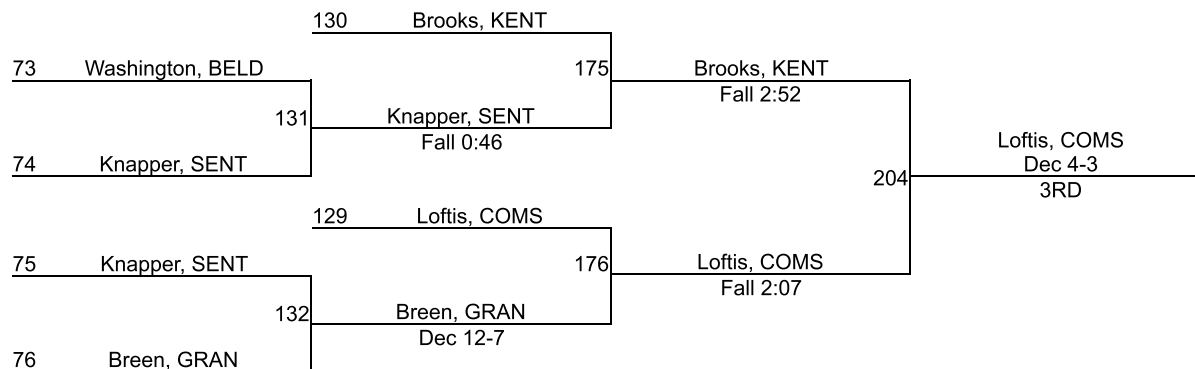 130 Brooks, KENT
73 Washington, BELD
175 Brooks, KENT
Fall 2:52
131 Knapper, SENT
Fall 0:46
74 Knapper, SENT
Loftis, COMS
Dec 4-3
204
3RD
129 Loftis, COMS
75 Knapper, SENT
176 Loftis, COMS
Fall 2:07
132 Breen, GRAN
Dec 12-7
76 Breen, GRAN